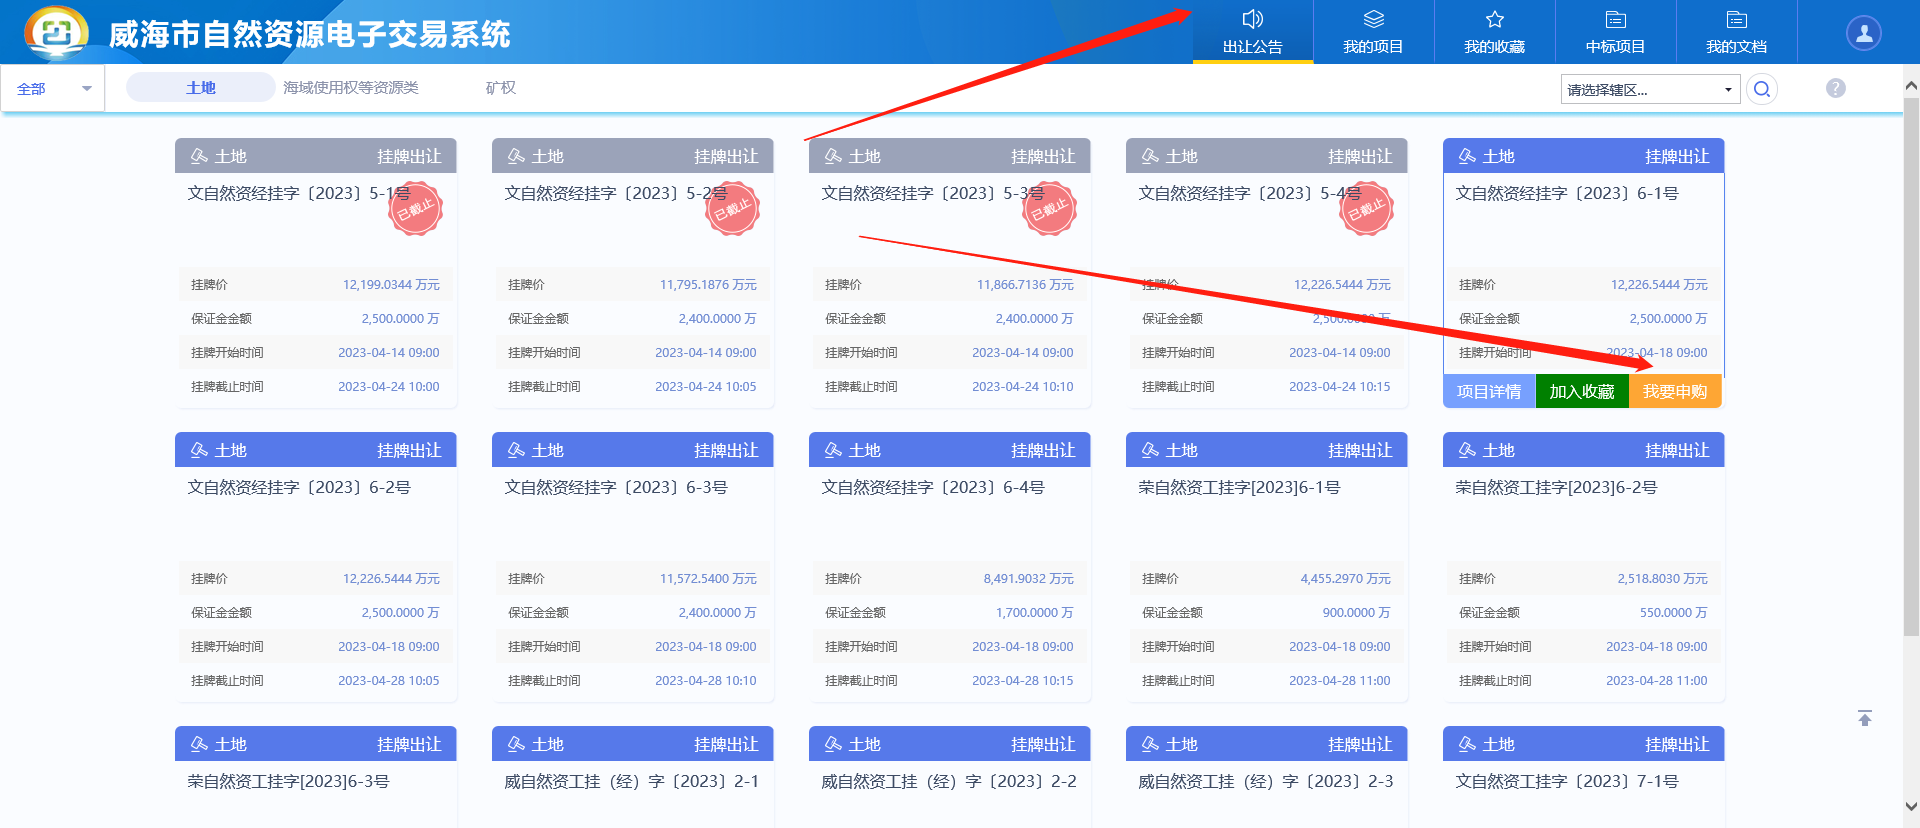 威海市自然资源电子交易系统
出让公告 我的项目 我的收藏 中标项目 我的文档
全部 土地 海域使用权等资源类 矿权 请选择辖区... ?
土地 挂牌出让 土地 挂牌出让 土地 挂牌出让 土地 挂牌出让 土地 挂牌出让
文自然资经挂字〔2023〕5-1号 文自然资经挂字〔2023〕5-2号 文自然资经挂字〔2023〕5-3号 文自然资经挂字〔2023〕5-4号 文自然资经挂字〔2023〕6-1号
已截止 已截止 已截止 已截止
挂牌价 12,199.0344 万元 挂牌价 11,795.1876 万元 挂牌价 11,866.7136 万元 挂牌价 12,226.5444 万元 挂牌价 12,226.5444 万元
保证金金额 2,500.0000 万 保证金金额 2,400.0000 万 保证金金额 2,400.0000 万 保证金金额 2,500.0000 万 保证金金额 2,500.0000 万
挂牌开始时间 2023-04-14 09:00 挂牌开始时间 2023-04-14 09:00 挂牌开始时间 2023-04-14 09:00 挂牌开始时间 2023-04-14 09:00 挂牌开始时间 2023-04-18 09:00
挂牌截止时间 2023-04-24 10:00 挂牌截止时间 2023-04-24 10:05 挂牌截止时间 2023-04-24 10:10 挂牌截止时间 2023-04-24 10:15 项目详情 加入收藏 我要申购
土地 挂牌出让 土地 挂牌出让 土地 挂牌出让 土地 挂牌出让 土地 挂牌出让
文自然资经挂字〔2023〕6-2号 文自然资经挂字〔2023〕6-3号 文自然资经挂字〔2023〕6-4号 荣自然资工挂字[2023]6-1号 荣自然资工挂字[2023]6-2号
挂牌价 12,226.5444 万元 挂牌价 11,572.5400 万元 挂牌价 8,491.9032 万元 挂牌价 4,455.2970 万元 挂牌价 2,518.8030 万元
保证金金额 2,500.0000 万 保证金金额 2,400.0000 万 保证金金额 1,700.0000 万 保证金金额 900.0000 万 保证金金额 550.0000 万
挂牌开始时间 2023-04-18 09:00 挂牌开始时间 2023-04-18 09:00 挂牌开始时间 2023-04-18 09:00 挂牌开始时间 2023-04-18 09:00 挂牌开始时间 2023-04-18 09:00
挂牌截止时间 2023-04-28 10:05 挂牌截止时间 2023-04-28 10:10 挂牌截止时间 2023-04-28 10:15 挂牌截止时间 2023-04-28 11:00 挂牌截止时间 2023-04-28 11:00
土地 挂牌出让 土地 挂牌出让 土地 挂牌出让 土地 挂牌出让 土地 挂牌出让
荣自然资工挂字[2023]6-3号 威自然资工挂（经）字〔2023〕2-1 威自然资工挂（经）字〔2023〕2-2 威自然资工挂（经）字〔2023〕2-3 文自然资工挂字〔2023〕7-1号